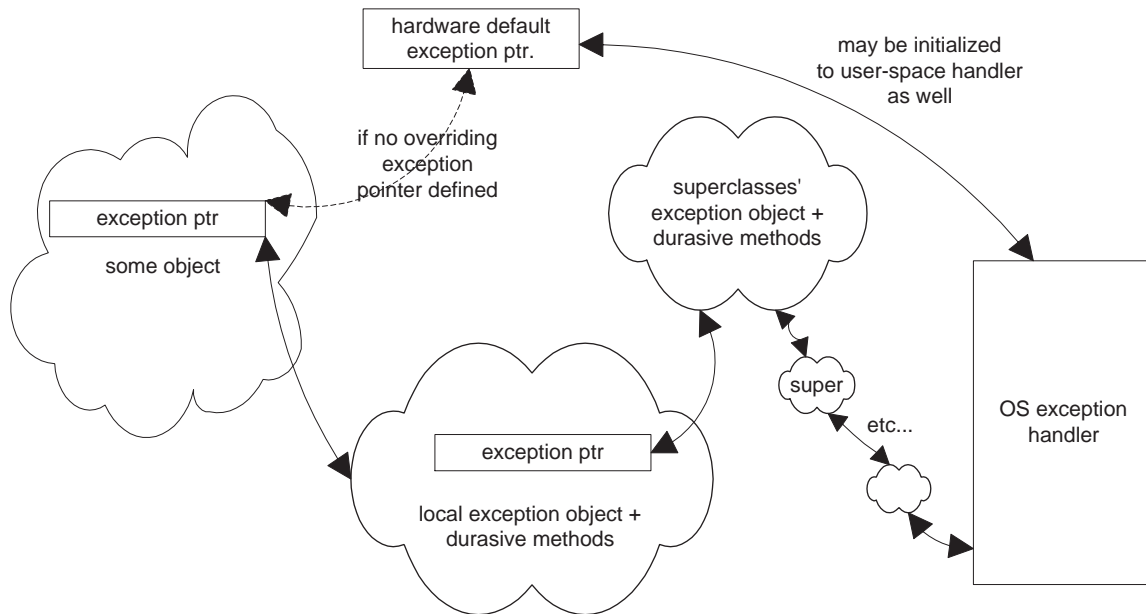 hardware default
exception ptr.
may be initialized
to user-space handler
as well
if no overriding
exception
pointer defined
exception ptr
some object
superclasses'
exception object +
durasive methods
super
etc...
OS exception
handler
exception ptr
local exception object +
durasive methods